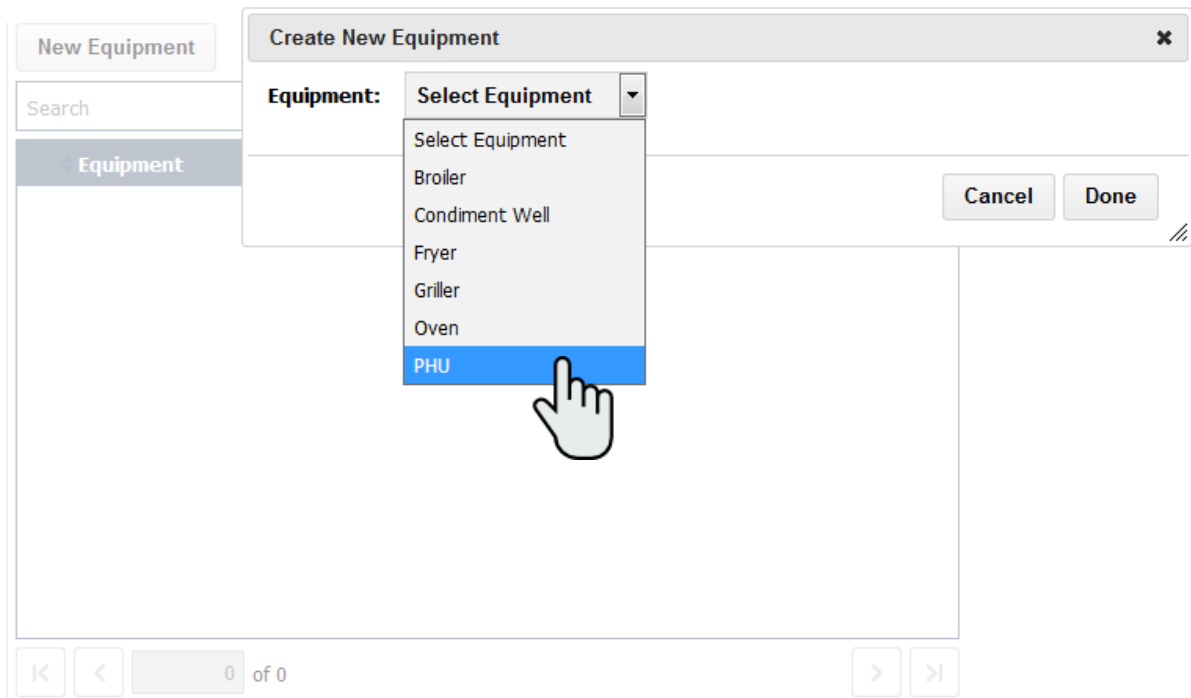 New Equipment
Create New Equipment
Search
Equipment: Select Equipment
Select Equipment
Broiler
Condiment Well
Fryer
Griller
Oven
PHU
Equipment
Cancel Done
0 of 0